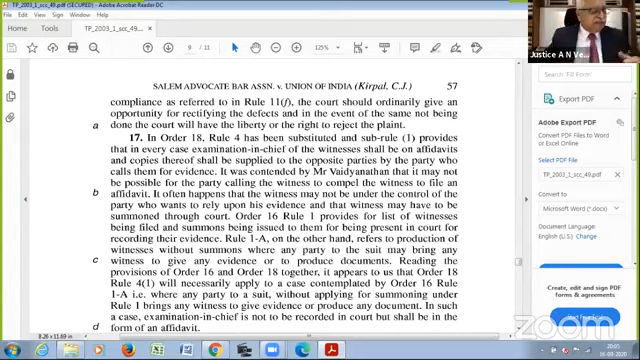 TP_2003_1_scc_49.pdf (SECURED) - Adobe Acrobat Reader DC
File Edit View Sign Window Help
Home Tools TP_2003_1_scc_49.p... ×
9 / 11
125%
Justice A N Ve
SALEM ADVOCATE BAR ASSN. v. UNION OF INDIA (Kirpal, C.J.) 57
compliance as referred to in Rule 11(f), the court should ordinarily give an
opportunity for rectifying the defects and in the event of the same not being
a done the court will have the liberty or the right to reject the plaint.
17. In Order 18, Rule 4 has been substituted and sub-rule (1) provides
that in every case examination-in-chief of the witnesses shall be on affidavits
and copies thereof shall be supplied to the opposite parties by the party who
calls them for evidence. It was contended by Mr Vaidyanathan that it may not
be possible for the party calling the witness to compel the witness to file an
b affidavit. It often happens that the witness may not be under the control of the
party who wants to rely upon his evidence and that witness may have to be
summoned through court. Order 16 Rule 1 provides for list of witnesses
being filed and summons being issued to them for being present in court for
recording their evidence. Rule 1-A, on the other hand, refers to production of
witnesses without summons where any party to the suit may bring any
c witness to give any evidence or to produce documents. Reading the
provisions of Order 16 and Order 18 together, it appears to us that Order 18
Rule 4(1) will necessarily apply to a case contemplated by Order 16 Rule
1-A i.e. where any party to a suit, without applying for summoning under
Rule 1 brings any witness to give evidence or produce any document. In such
a case, examination-in-chief is not to be recorded in court but shall be in the
d form of an affidavit.
8.26 x 11.69 in
Export PDF
Adobe Export PDF
Convert PDF Files to Word
or Excel Online
Select PDF File
TP_2003_1_scc_49.pdf ×
Convert to
Microsoft Word (*.docx)
Document Language:
English (U.S.) Change
Create, edit and sign PDF
forms & agreements
zoom
20:05
16-09-2020